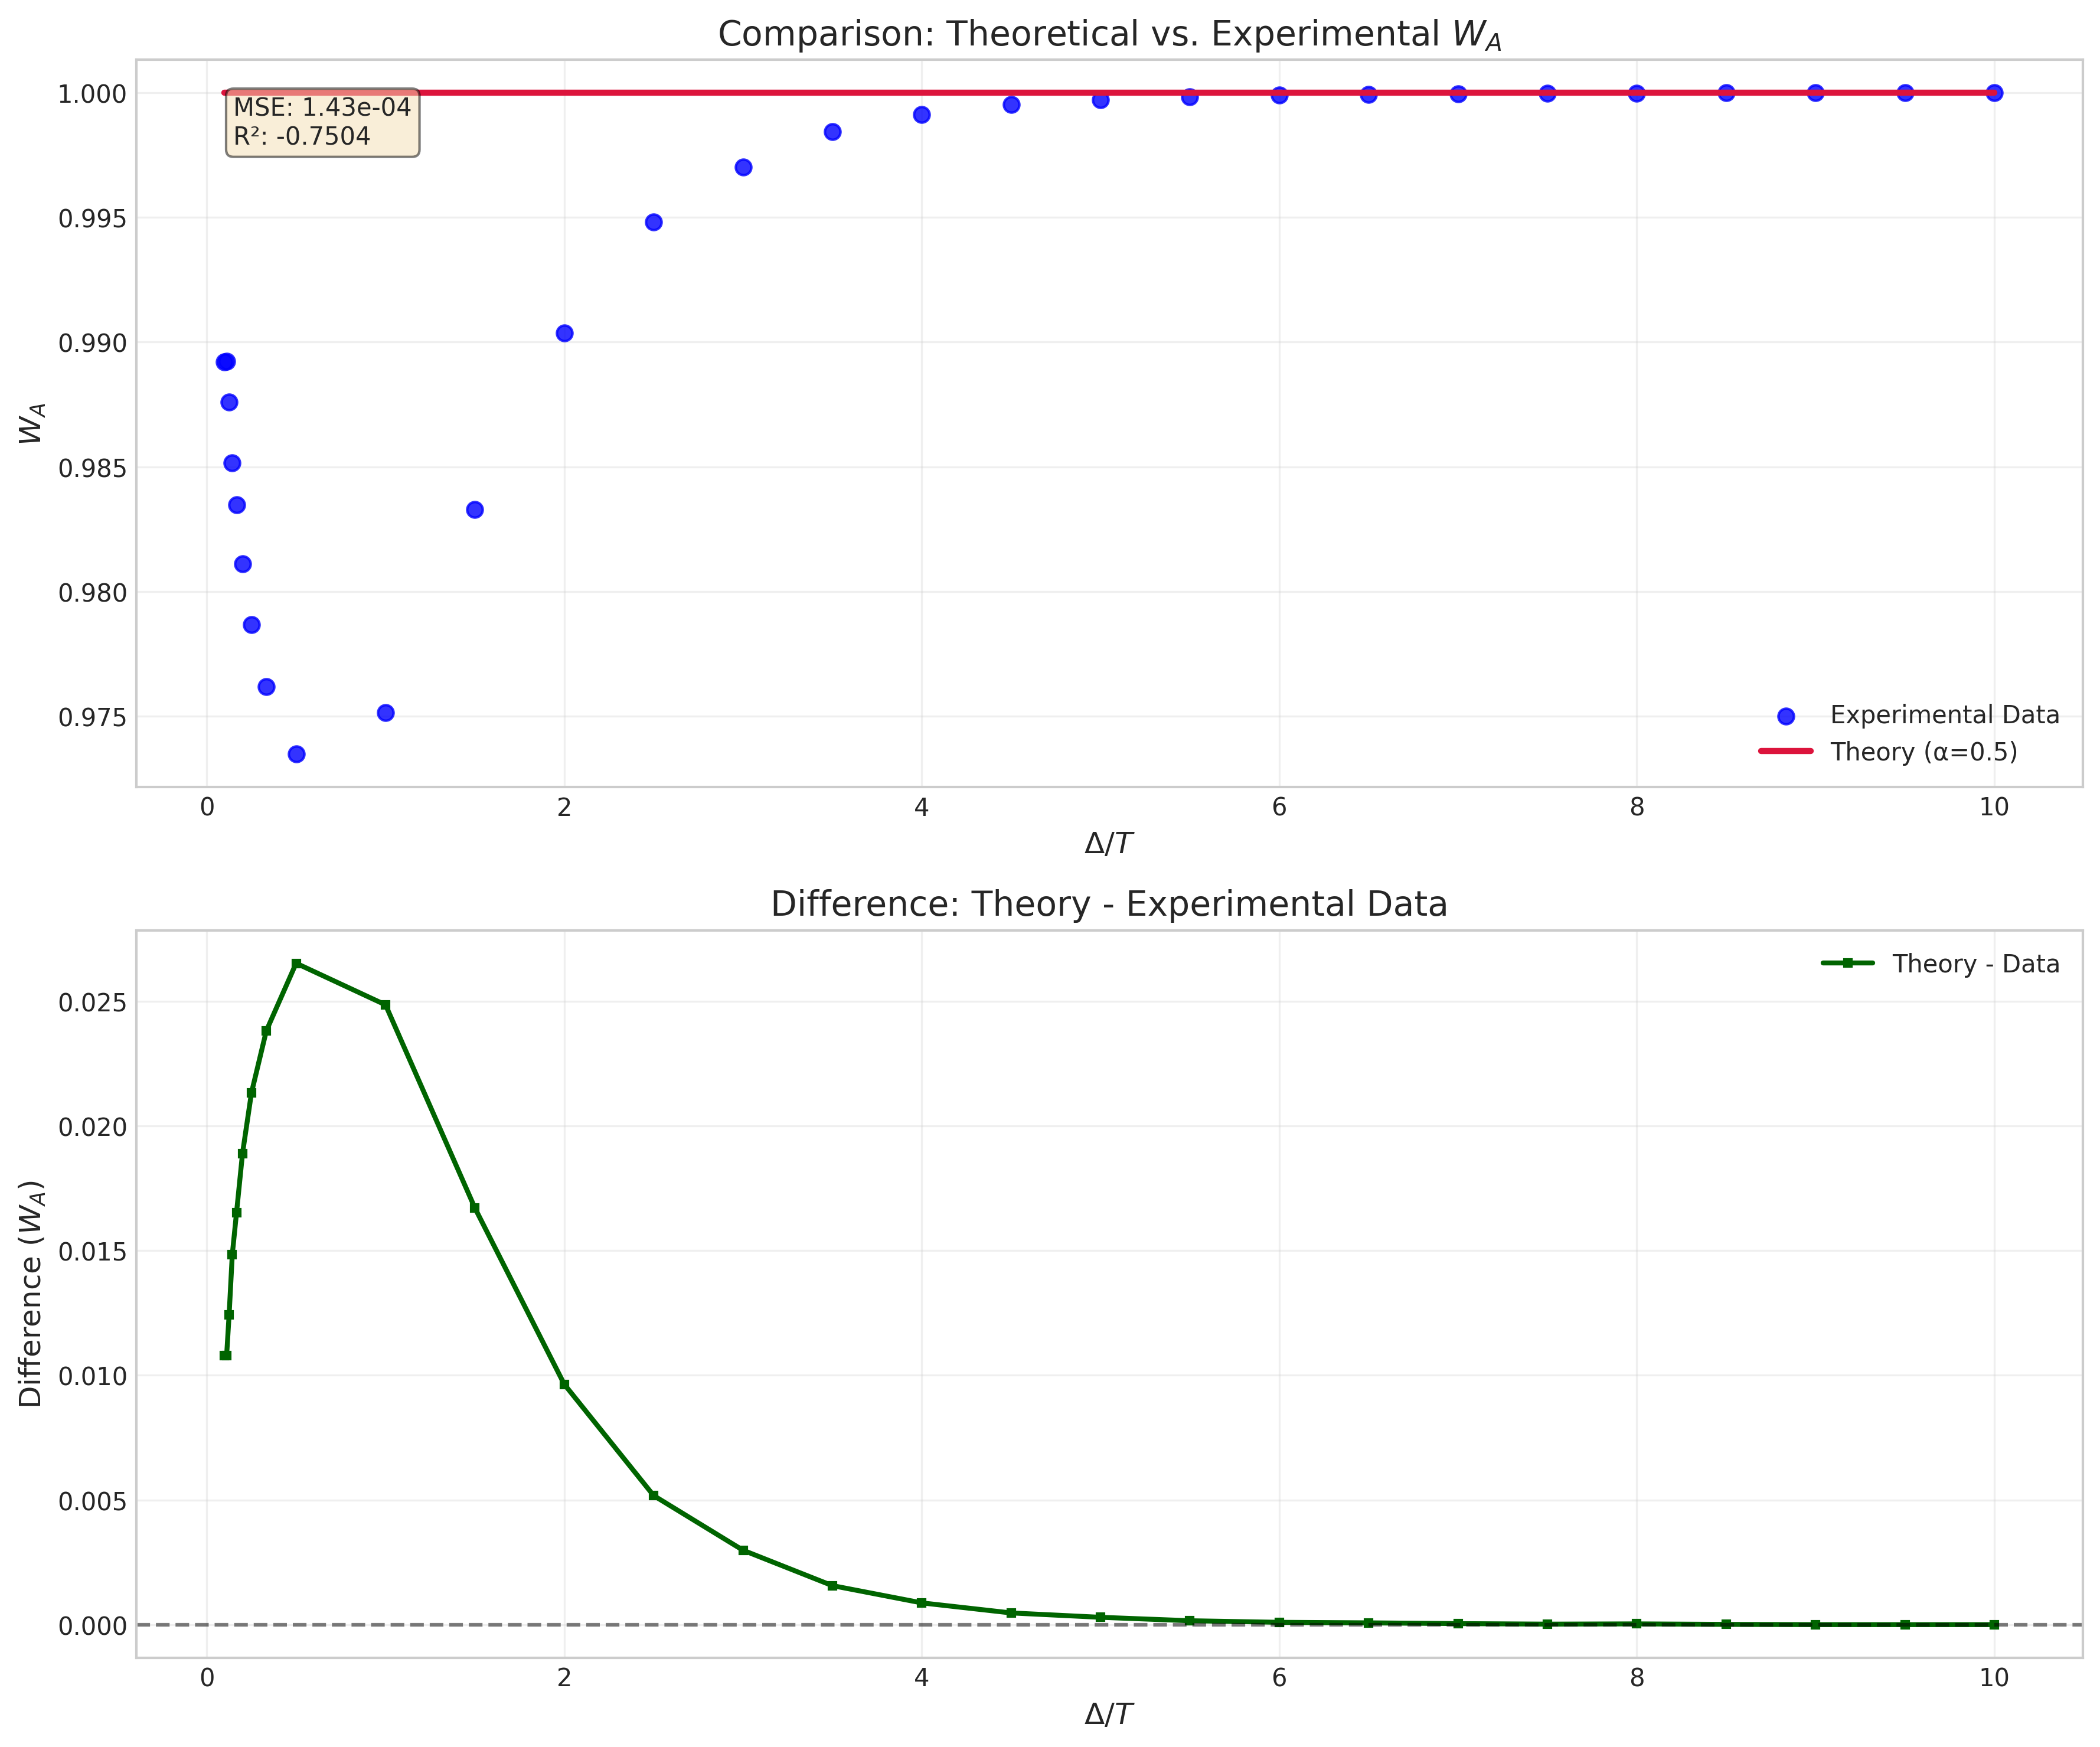 Comparison: Theoretical vs. Experimental W_A
1.000
0.995
0.990
0.985
0.980
0.975
W_A
MSE: 1.43e-04
R²: -0.7504
Experimental Data
Theory (α=0.5)
0 2 4 6 8 10
Δ/T
Difference: Theory - Experimental Data
0.025
0.020
0.015
0.010
0.005
0.000
Difference (W_A)
Theory - Data
0 2 4 6 8 10
Δ/T